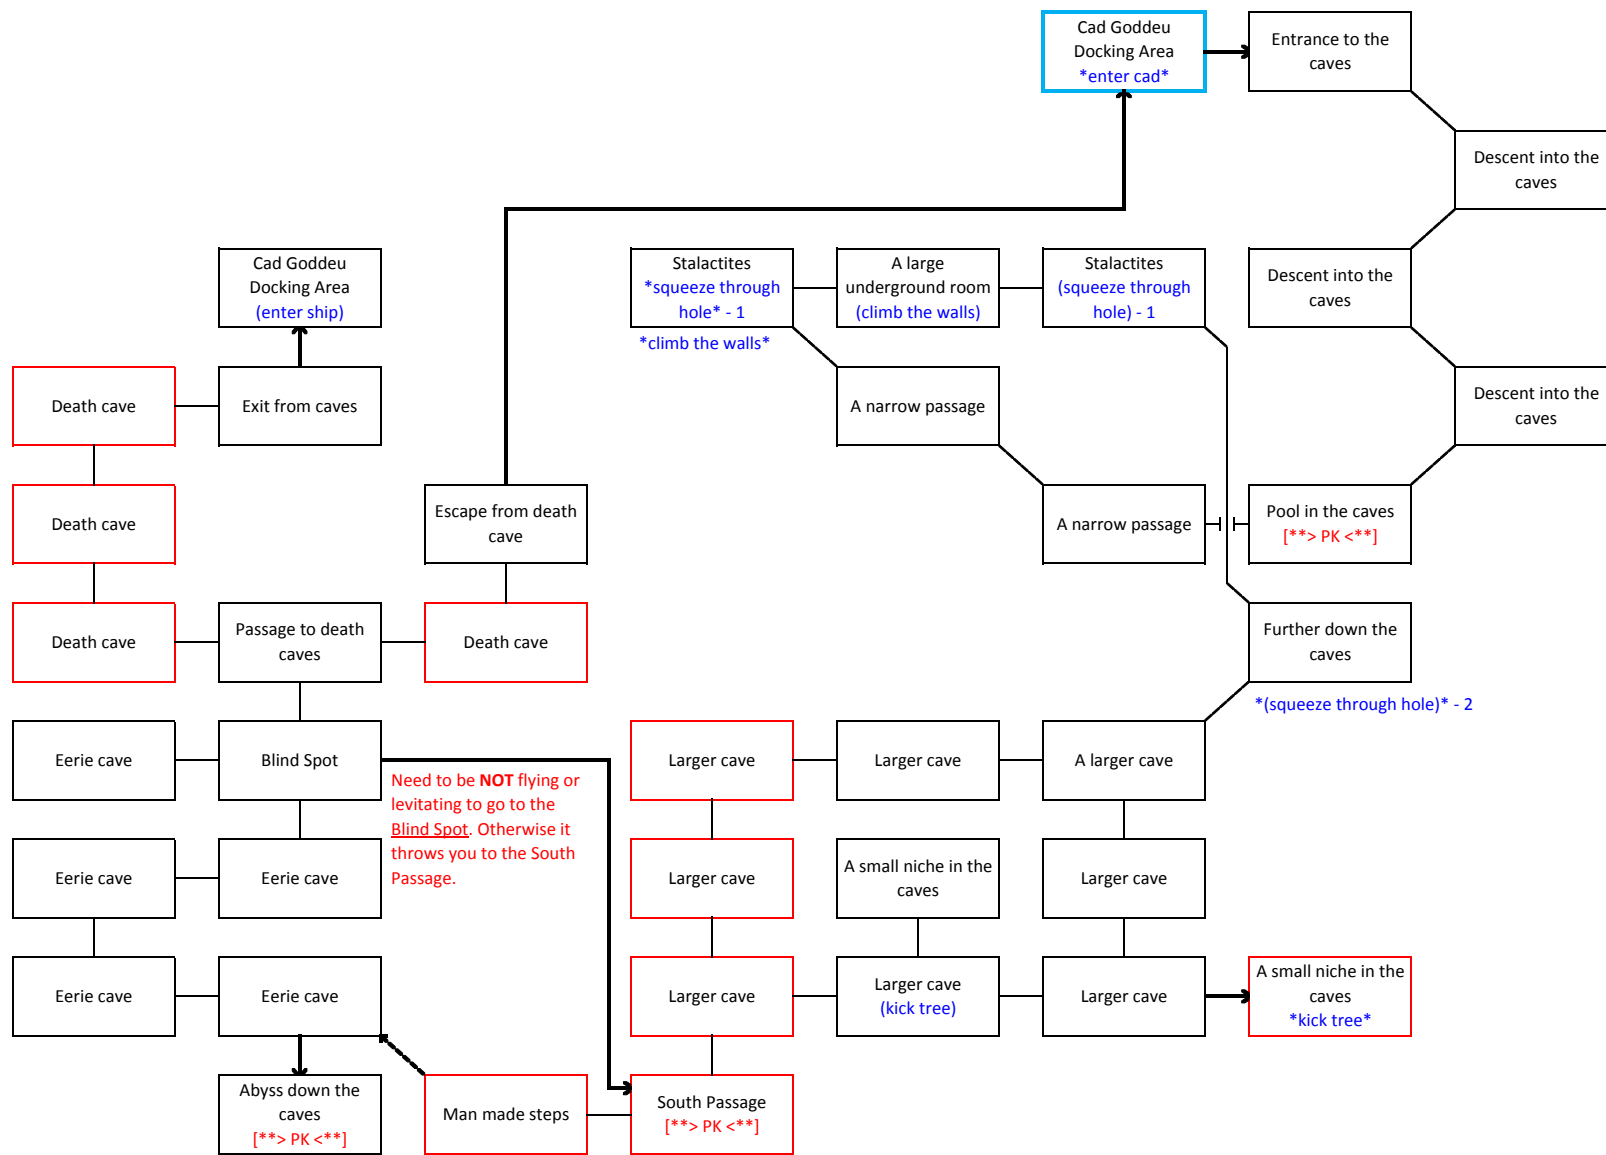 Cad Goddeu
Docking Area
*enter cad*
Entrance to the
caves
Descent into the
caves
Cad Goddeu
Docking Area
(enter ship)
Stalactites
*squeeze through
hole* - 1
*climb the walls*
A large
underground room
(climb the walls)
Stalactites
(squeeze through
hole) - 1
Descent into the
caves
Death cave
Exit from caves
A narrow passage
Descent into the
caves
Death cave
Escape from death
cave
A narrow passage
Pool in the caves
[**> PK <**]
Death cave
Passage to death
caves
Death cave
Further down the
caves
*(squeeze through hole)* - 2
Eerie cave
Blind Spot
Need to be NOT flying or
levitating to go to the
Blind Spot. Otherwise it
throws you to the South
Passage.
Larger cave
Larger cave
A larger cave
Eerie cave
Eerie cave
Larger cave
A small niche in the
caves
Larger cave
Eerie cave
Eerie cave
Larger cave
Larger cave
(kick tree)
Larger cave
A small niche in the
caves
*kick tree*
Abyss down the
caves
[**> PK <**]
Man made steps
South Passage
[**> PK <**]